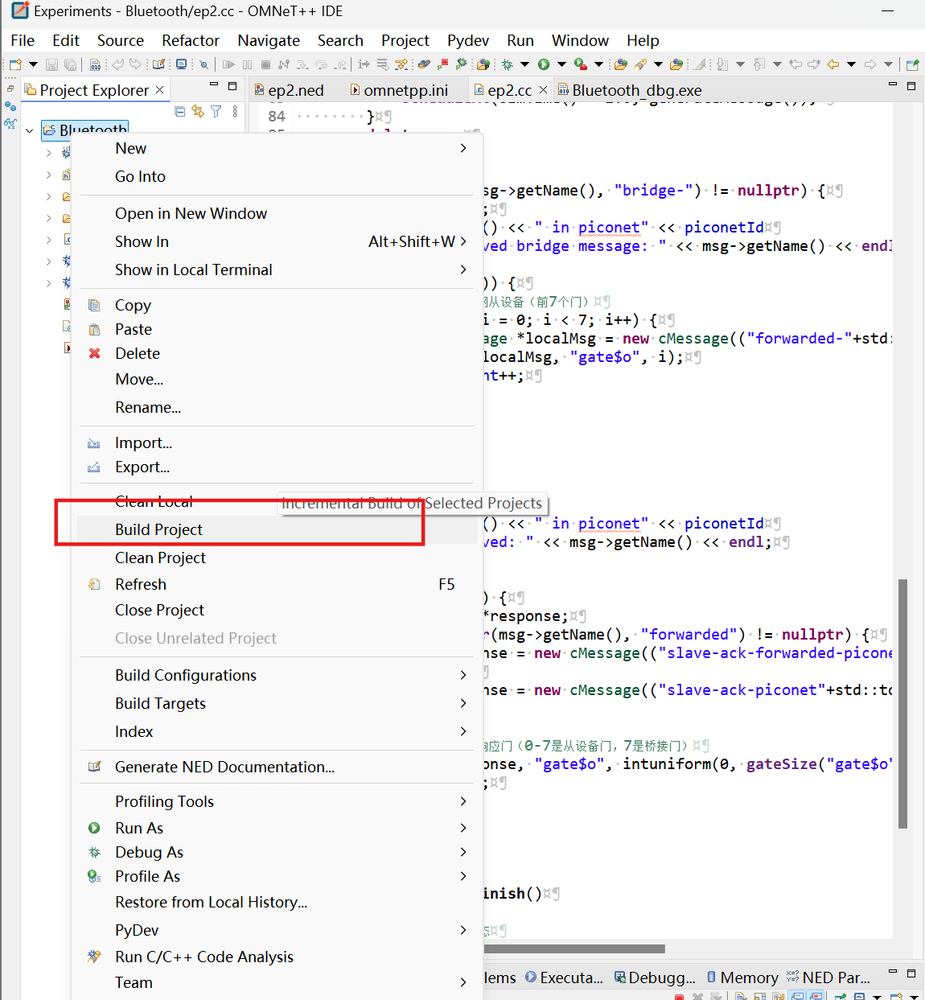 Experiments - Bluetooth/ep2.cc - OMNeT++ IDE
File Edit Source Refactor Navigate Search Project Pydev Run Window Help
Project Explorer
ep2.ned omnetpp.ini ep2.cc Bluetooth_dbg.exe
84 ········}¤¶
Bluetooth
New
Go Into
Open in New Window
Show In Alt+Shift+W
Show in Local Terminal
Copy
Paste
Delete
Move...
Rename...
Import...
Export...
Clean Local
Incremental Build of Selected Projects
Build Project
Clean Project
Refresh F5
Close Project
Close Unrelated Project
Build Configurations
Build Targets
Index
Generate NED Documentation...
Profiling Tools
Run As
Debug As
Profile As
Restore from Local History...
PyDev
Run C/C++ Code Analysis
Team
sg->getName(),·"bridge-")·!=·nullptr)·{¤¶
;¤¶
()·<<·"·in·piconet"·<<·piconetId¤¶
ved·bridge·message:·"·<<·msg->getName()·<<·endl
))·{¤¶
从设备（前7个门）¤¶
i·=·0;·i·<·7;·i++)·{¤¶
age·*localMsg·=·new·cMessage(("forwarded-"+std:
localMsg,·"gate$o",·i);¤¶
nt++;¤¶
()·<<·"·in·piconet"·<<·piconetId¤¶
ved:·"·<<·msg->getName()·<<·endl;¤¶
)·{¤¶
*response;¤¶
r(msg->getName(),·"forwarded")·!=·nullptr)·{¤¶
nse·=·new·cMessage(("slave-ack-forwarded-picone
nse·=·new·cMessage(("slave-ack-piconet"+std::to
应门（0-7是从设备门，7是桥接门）¤¶
onse,·"gate$o",·intuniform(0,·gateSize("gate$o"
;¤¶
inish()¤¶
lems Executa... Debugg... Memory NED Par...